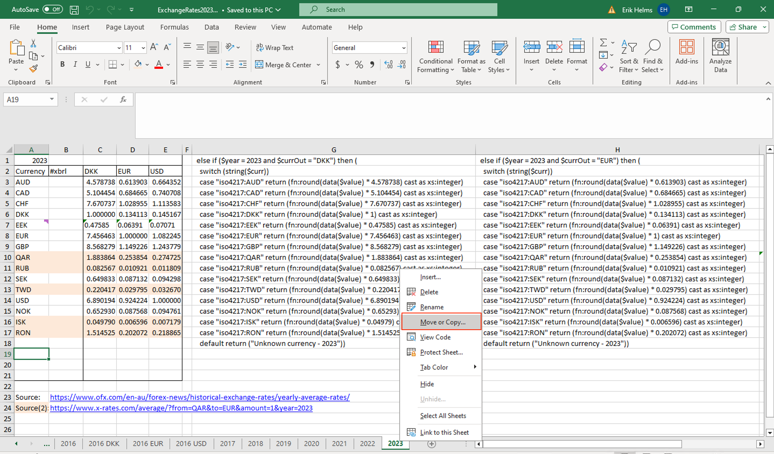 AutoSave Off ExchangeRates2023... • Saved to this PC Search Erik Helms EH
File Home Insert Page Layout Formulas Data Review View Automate Help Comments Share
Paste Calibri 11 A A Wrap Text General Conditional Formatting Format as Table Cell Styles Insert Delete Format Sort & Filter Find & Select Add-ins Analyze Data
B I U Merge & Center $ % ,
Clipboard Font Alignment Number Styles Cells Editing Add-ins
A19 fx
A B C D E F G H
1 2023 else if ($year = 2023 and $currOut = "DKK") then ( else if ($year = 2023 and $currOut = "EUR") then (
2 Currency #xbrl DKK EUR USD switch (string($curr)) switch (string($curr))
3 AUD 4.578738 0.613903 0.664352 case "iso4217:AUD" return (fn:round(data($value) * 4.578738) cast as xs:integer) case "iso4217:AUD" return (fn:round(data($value) * 0.613903) cast as xs:integer)
4 CAD 5.104454 0.684665 0.740708 case "iso4217:CAD" return (fn:round(data($value) * 5.104454) cast as xs:integer) case "iso4217:CAD" return (fn:round(data($value) * 0.684665) cast as xs:integer)
5 CHF 7.670737 1.028955 1.113583 case "iso4217:CHF" return (fn:round(data($value) * 7.670737) cast as xs:integer) case "iso4217:CHF" return (fn:round(data($value) * 1.028955) cast as xs:integer)
6 DKK 1.000000 0.134113 0.145167 case "iso4217:DKK" return (fn:round(data($value) * 1) cast as xs:integer) case "iso4217:DKK" return (fn:round(data($value) * 0.134113) cast as xs:integer)
7 EEK 0.47585 0.06391 0.07071 case "iso4217:EEK" return (fn:round(data($value) * 0.47585) cast as xs:integer) case "iso4217:EEK" return (fn:round(data($value) * 0.06391) cast as xs:integer)
8 EUR 7.456463 1.000000 1.082245 case "iso4217:EUR" return (fn:round(data($value) * 7.456463) cast as xs:integer) case "iso4217:EUR" return (fn:round(data($value) * 1) cast as xs:integer)
9 GBP 8.568279 1.149226 1.243779 case "iso4217:GBP" return (fn:round(data($value) * 8.568279) cast as xs:integer) case "iso4217:GBP" return (fn:round(data($value) * 1.149226) cast as xs:integer)
10 QAR 1.883864 0.253854 0.274725 case "iso4217:QAR" return (fn:round(data($value) * 1.883864) cast as xs:integer) case "iso4217:QAR" return (fn:round(data($value) * 0.253854) cast as xs:integer)
11 RUB 0.082567 0.010921 0.011809 case "iso4217:RUB" return (fn:round(data($value) * 0.082567) cast as xs:integer) case "iso4217:RUB" return (fn:round(data($value) * 0.010921) cast as xs:integer)
12 SEK 0.649833 0.087132 0.094298 case "iso4217:SEK" return (fn:round(data($value) * 0.649833 case "iso4217:SEK" return (fn:round(data($value) * 0.087132) cast as xs:integer)
13 TWD 0.220417 0.029795 0.032670 case "iso4217:TWD" return (fn:round(data($value) * 0.220417 case "iso4217:TWD" return (fn:round(data($value) * 0.029795) cast as xs:integer)
14 USD 6.890194 0.924224 1.000000 case "iso4217:USD" return (fn:round(data($value) * 6.890194 case "iso4217:USD" return (fn:round(data($value) * 0.924224) cast as xs:integer)
15 NOK 0.652930 0.087568 0.094761 case "iso4217:NOK" return (fn:round(data($value) * 0.65293) case "iso4217:NOK" return (fn:round(data($value) * 0.087568) cast as xs:integer)
16 ISK 0.049790 0.006596 0.007179 case "iso4217:ISK" return (fn:round(data($value) * 0.04979) c case "iso4217:ISK" return (fn:round(data($value) * 0.006596) cast as xs:integer)
17 RON 1.514525 0.202072 0.218865 case "iso4217:RON" return (fn:round(data($value) * 1.514525 case "iso4217:RON" return (fn:round(data($value) * 0.202072) cast as xs:integer)
18 default return ("Unknown currency - 2023")) default return ("Unknown currency - 2023"))
19
20
21
22
23 Source: https://www.ofx.com/en-au/forex-news/historical-exchange-rates/yearly-average-rates/
24 Source(2): https://www.x-rates.com/average/?from=QAR&to=EUR&amount=1&year=2023
25
26
Insert...
Delete
Rename
Move or Copy...
View Code
Protect Sheet...
Tab Color
Hide
Unhide...
Select All Sheets
Link to this Sheet
... 2016 2016 DKK 2016 EUR 2016 USD 2017 2018 2019 2020 2021 2022 2023